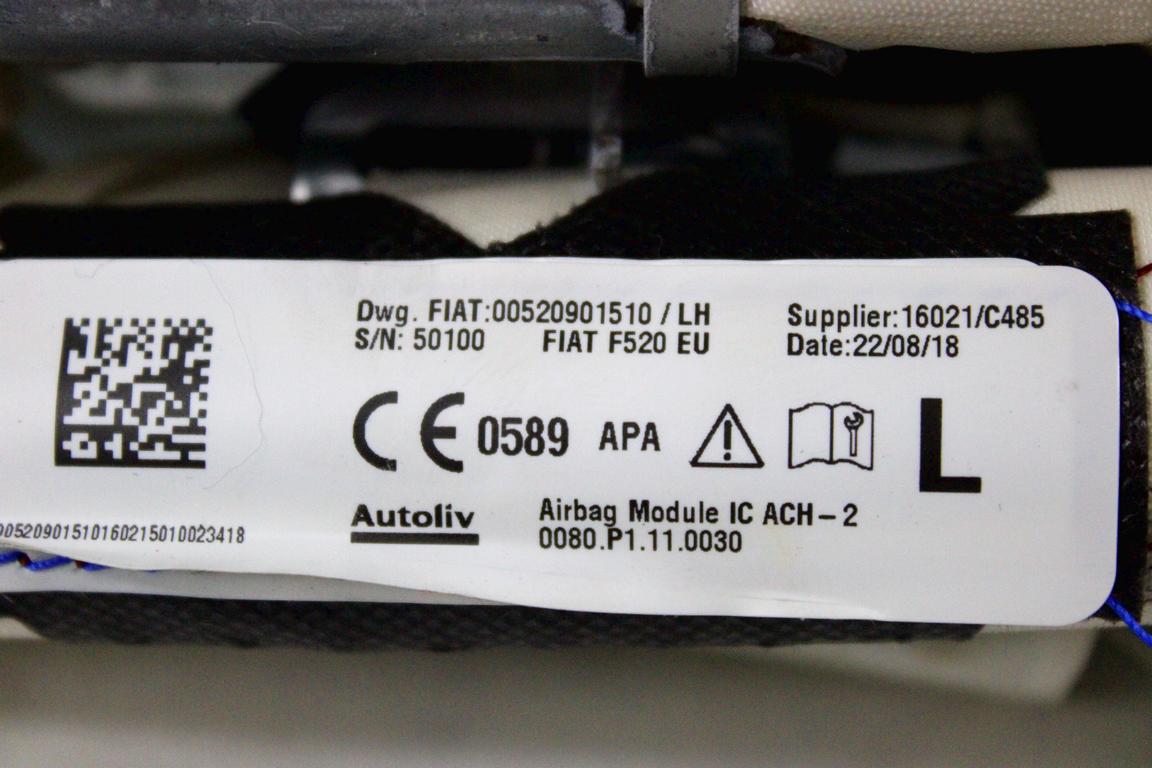 Dwg. FIAT:00520901510 / LH
S/N: 50100 FIAT F520 EU
Supplier:16021/C485
Date:22/08/18
CE 0589 APA
L
Autoliv
Airbag Module IC ACH-2
0080.P1.11.0030
00520901510160215010023418